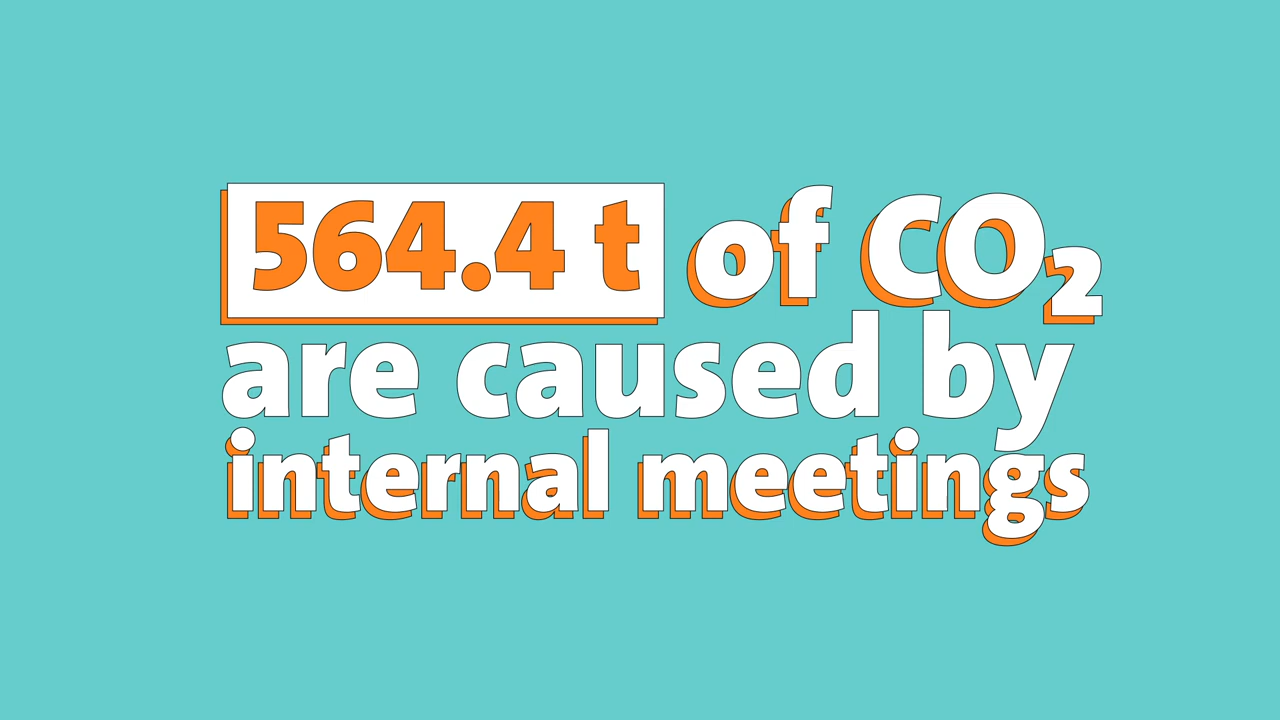 564.4 t of CO₂
are caused by
internal meetings